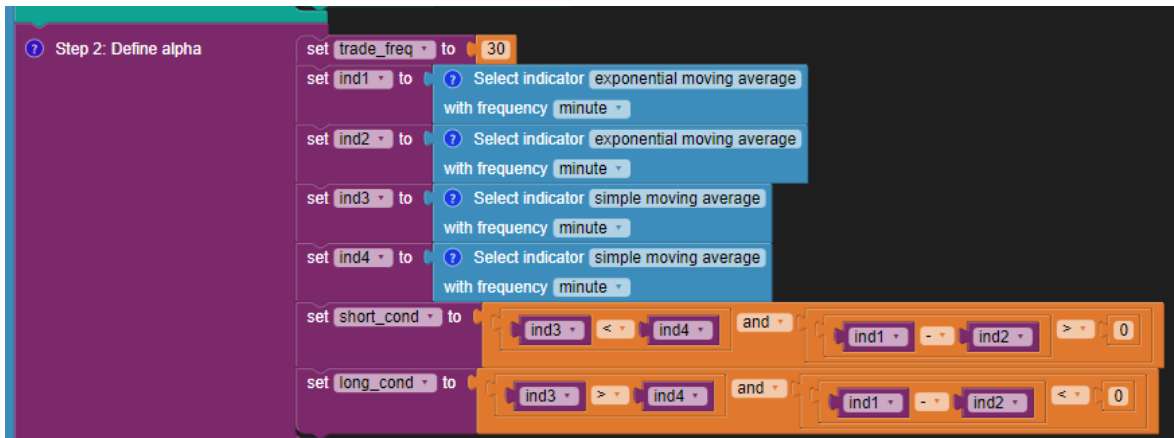 ? Step 2: Define alpha
set trade_freq to 30
set ind1 to ? Select indicator exponential moving average
with frequency minute
set ind2 to ? Select indicator exponential moving average
with frequency minute
set ind3 to ? Select indicator simple moving average
with frequency minute
set ind4 to ? Select indicator simple moving average
with frequency minute
set short_cond to ind3 < ind4 and ind1 - ind2 > 0
set long_cond to ind3 > ind4 and ind1 - ind2 < 0